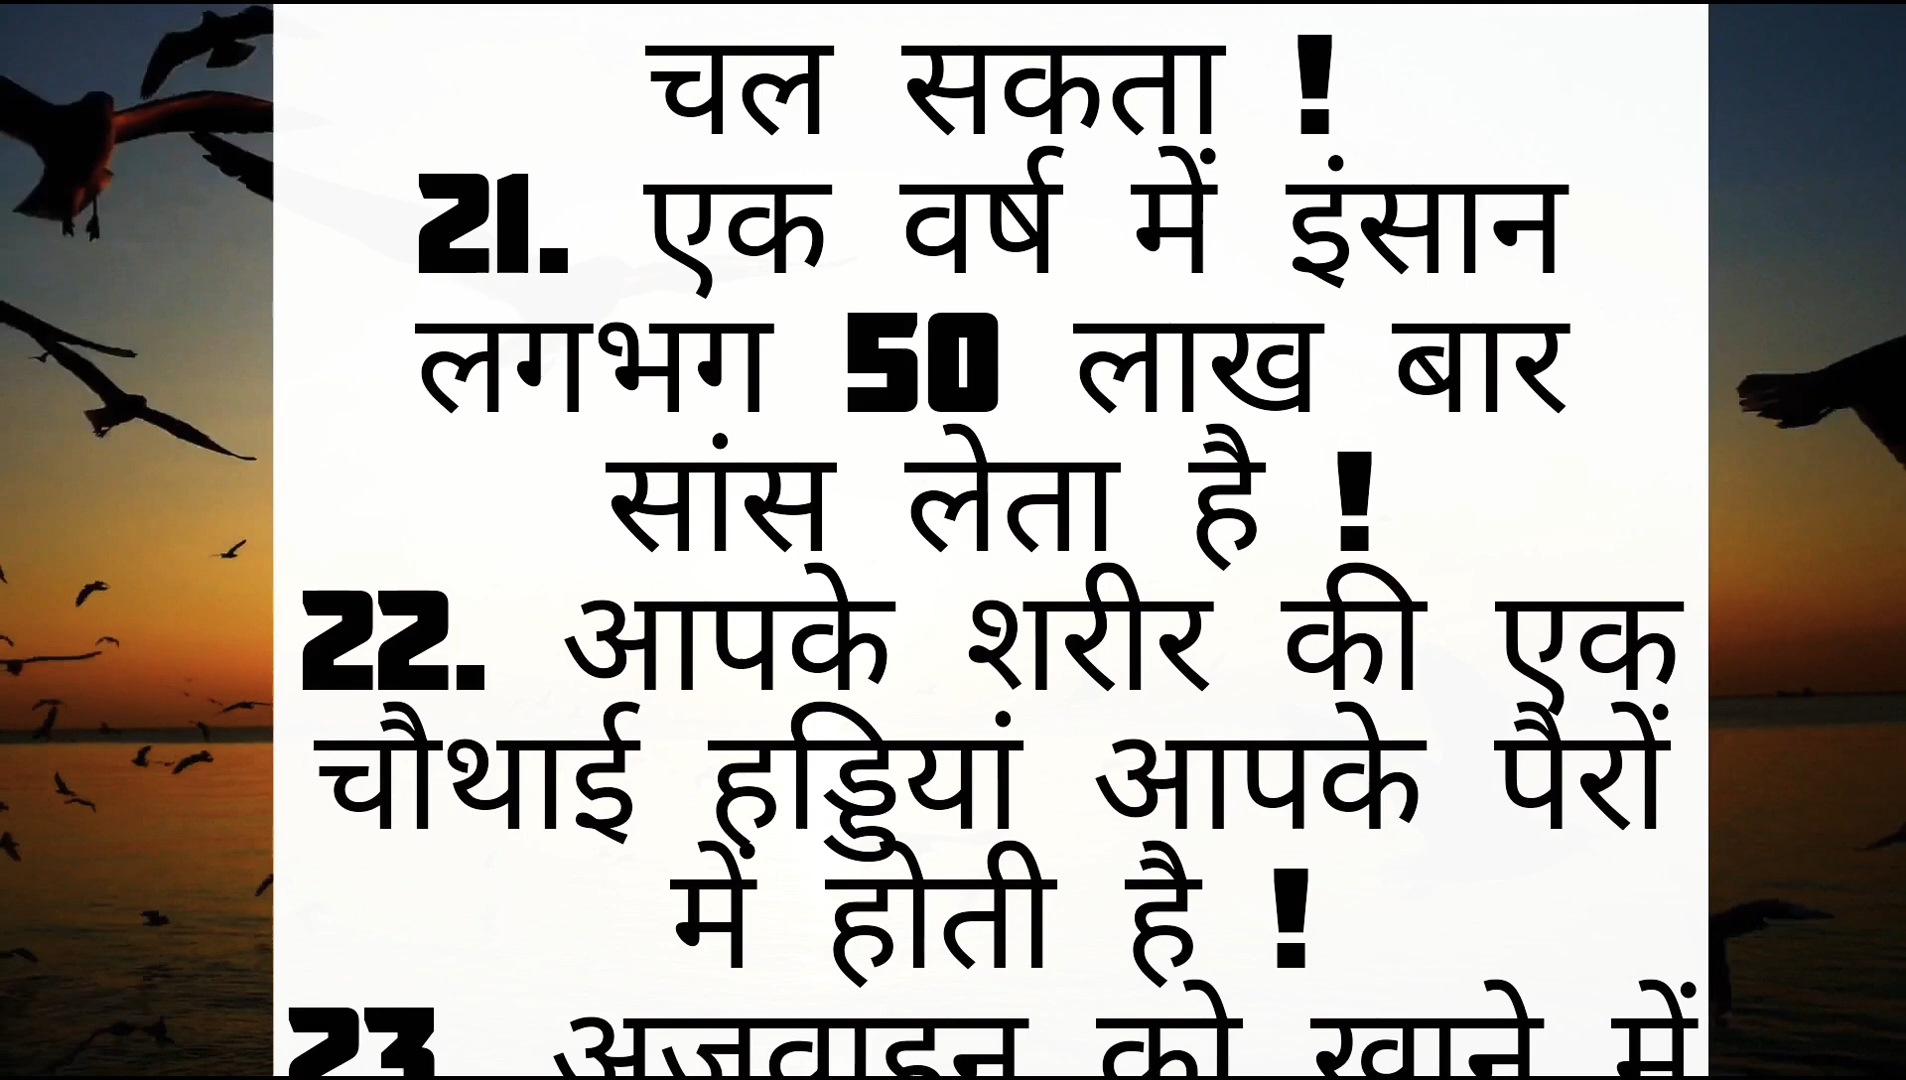 चल सकता !
21. एक वर्ष में इंसान
लगभग 50 लाख बार
सांस लेता है !
22. आपके शरीर की एक
चौथाई हड्डियां आपके पैरों
में होती है !
23. अजवाइन को खाने में